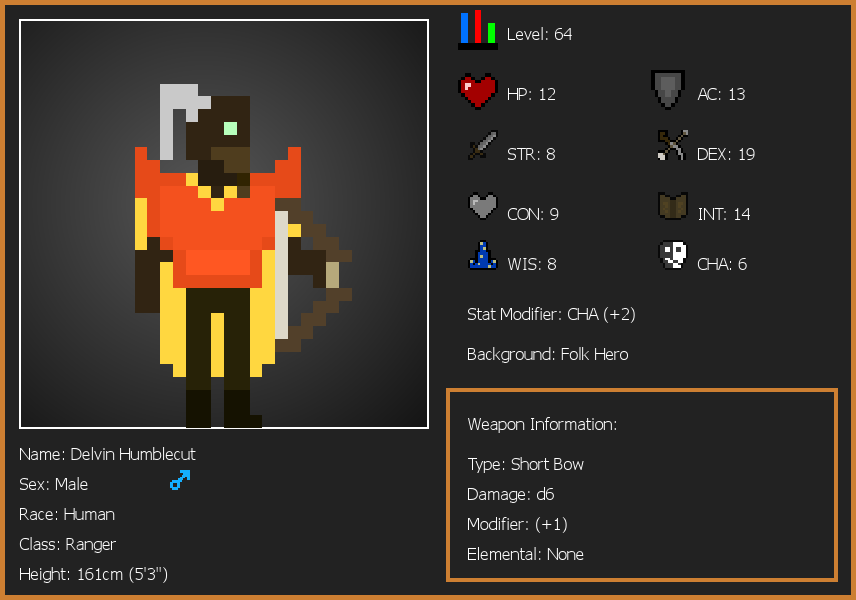 Level: 64
HP: 12
AC: 13
STR: 8
DEX: 19
CON: 9
INT: 14
WIS: 8
CHA: 6
Stat Modifier: CHA (+2)
Background: Folk Hero
Weapon Information:
Type: Short Bow
Damage: d6
Modifier: (+1)
Elemental: None
Name: Delvin Humblecut
Sex: Male
Race: Human
Class: Ranger
Height: 161cm (5'3")